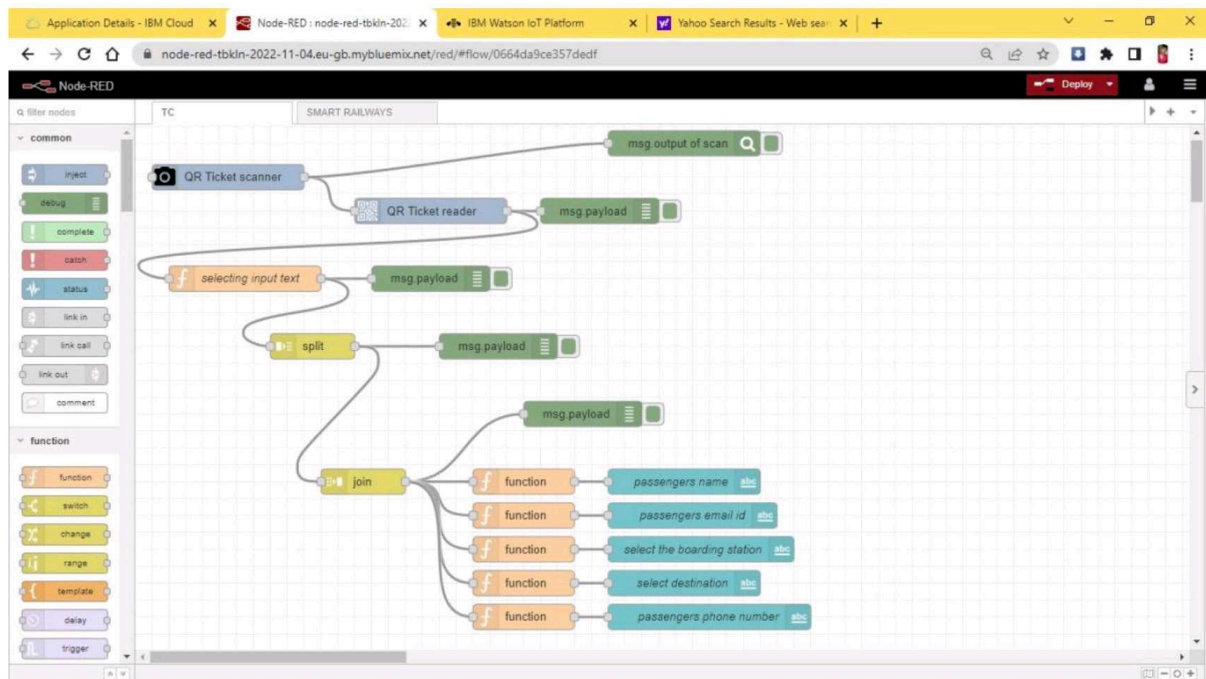 Application Details - IBM Cloud
Node-RED : node-red-tbkln-202
IBM Watson IoT Platform
Yahoo Search Results - Web sear
node-red-tbkln-2022-11-04.eu-gb.mybluemix.net/red/#flow/0664da9ce357dedf
Node-RED
Deploy
filter nodes
TC
SMART RAILWAYS
common
inject
debug
complete
catch
status
link in
link call
link out
comment
function
function
switch
change
range
template
delay
trigger
msg.output of scan
QR Ticket scanner
QR Ticket reader
msg.payload
selecting input text
msg.payload
split
msg.payload
msg.payload
join
function
passengers name
abc
function
passengers email id
abc
function
select the boarding station
abc
function
select destination
abc
function
passengers phone number
abc